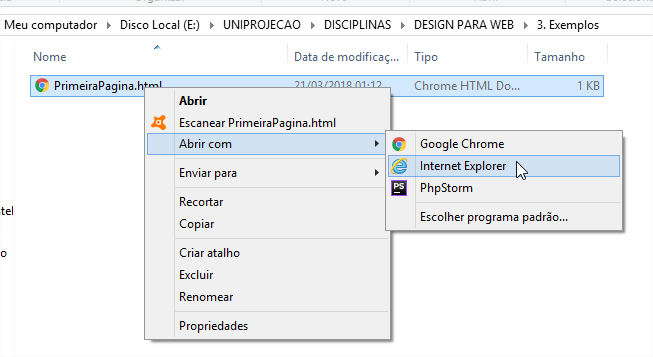 Meu computador ▸ Disco Local (E:) ▸ UNIPROJECAO ▸ DISCIPLINAS ▸ DESIGN PARA WEB ▸ 3. Exemplos
Nome Data de modificaç... Tipo Tamanho
PrimeiraPagina.html 21/03/2018 01:12 Chrome HTML Do... 1 KB
Abrir
Escanear PrimeiraPagina.html
Abrir com
Google Chrome
Internet Explorer
PS PhpStorm
Escolher programa padrão...
Enviar para
Recortar
Copiar
Criar atalho
Excluir
Renomear
Propriedades